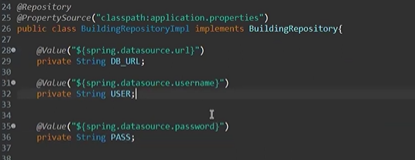 24 @Repository
25 @PropertySource("classpath:application.properties")
26 public class BuildingRepositoryImpl implements BuildingRepository{
27
28 @Value("${spring.datasource.url}")
29 private String DB_URL;
30
31 @Value("${spring.datasource.username}")
32 private String USER;
33
34
35 @Value("${spring.datasource.password}")
36 private String PASS;
37
38